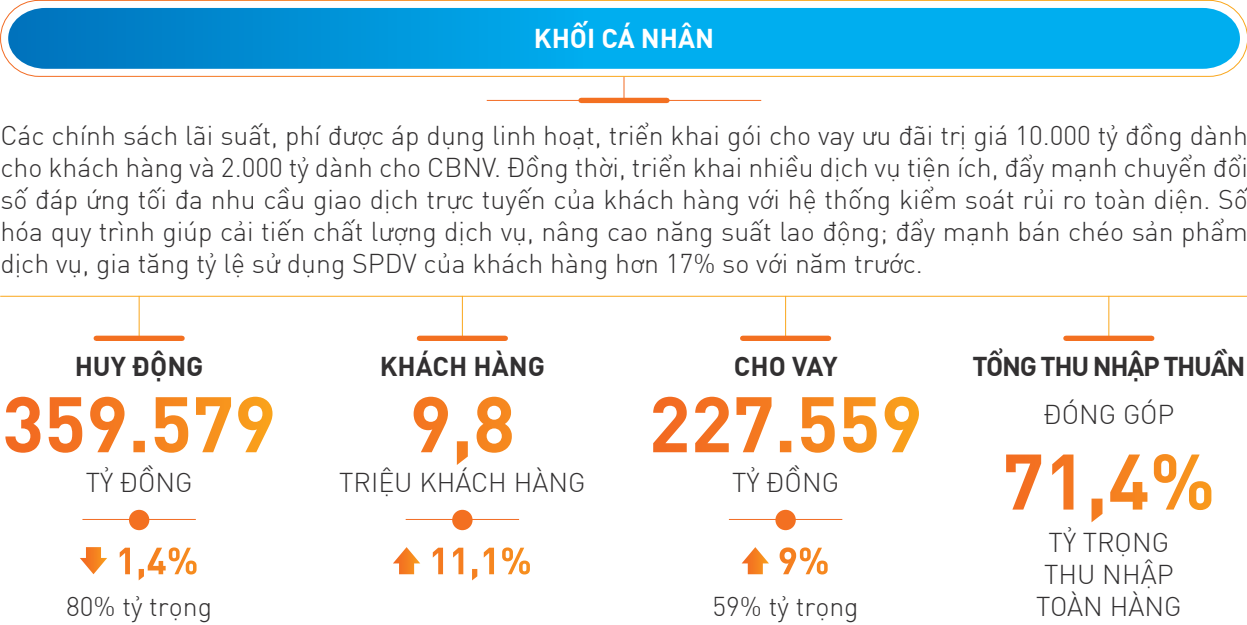 KHỐI CÁ NHÂN
Các chính sách lãi suất, phí được áp dụng linh hoạt, triển khai gói cho vay ưu đãi trị giá 10.000 tỷ đồng dành
cho khách hàng và 2.000 tỷ dành cho CBNV. Đồng thời, triển khai nhiều dịch vụ tiện ích, đẩy mạnh chuyển đổi
số đáp ứng tối đa nhu cầu giao dịch trực tuyến của khách hàng với hệ thống kiểm soát rủi ro toàn diện. Số
hóa quy trình giúp cải tiến chất lượng dịch vụ, nâng cao năng suất lao động; đẩy mạnh bán chéo sản phẩm
dịch vụ, gia tăng tỷ lệ sử dụng SPDV của khách hàng hơn 17% so với năm trước.
HUY ĐỘNG
359.579
TỶ ĐỒNG
1,4%
80% tỷ trọng
KHÁCH HÀNG
9,8
TRIỆU KHÁCH HÀNG
11,1%
CHO VAY
227.559
TỶ ĐỒNG
9%
59% tỷ trọng
TỔNG THU NHẬP THUẦN
ĐÓNG GÓP
71,4%
TỶ TRỌNG
THU NHẬP
TOÀN HÀNG